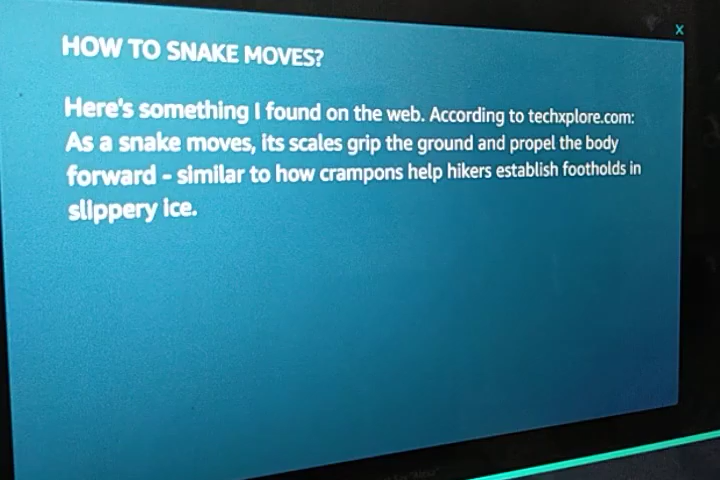 HOW TO SNAKE MOVES?
Here's something I found on the web. According to techxplore.com:
As a snake moves, its scales grip the ground and propel the body
forward - similar to how crampons help hikers establish footholds in
slippery ice.
X